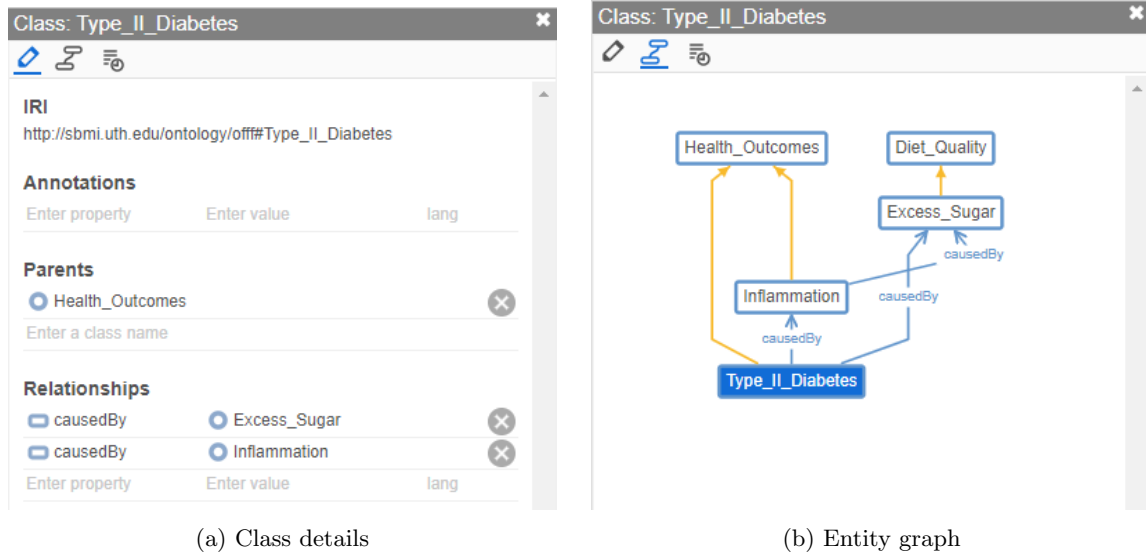 Class: Type_II_Diabetes
IRI
http://sbmi.uth.edu/ontology/offf#Type_II_Diabetes
Annotations
Enter property Enter value lang
Parents
Health_Outcomes
Enter a class name
Relationships
causedBy Excess_Sugar
causedBy Inflammation
Enter property Enter value lang
(a) Class details
Class: Type_II_Diabetes
Health_Outcomes Diet_Quality
Excess_Sugar
causedBy
Inflammation causedBy
causedBy
Type_II_Diabetes
(b) Entity graph